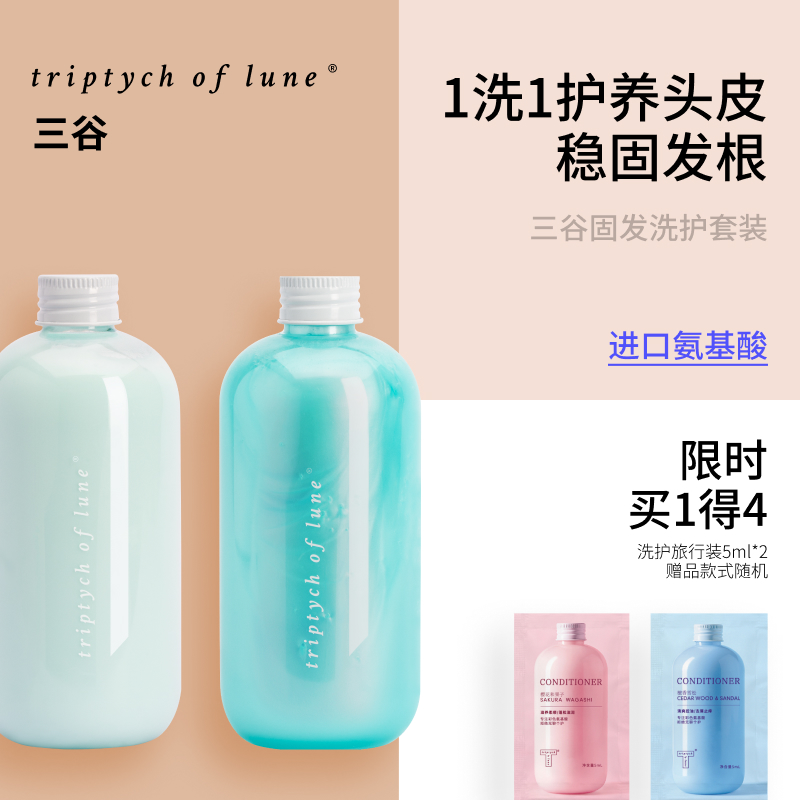 triptych of lune®
三谷
1洗1护养头皮
稳固发根
三谷固发洗护套装
进口氨基酸
triptych of lune®
triptych of lune®
限时
买1得4
洗护旅行装5ml*2
赠品款式随机
CONDITIONER
SAKURA WAGASHI
CONDITIONER
CEDAR WOOD & SANDAL